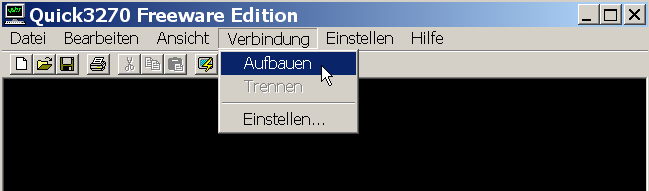 Quick3270 Freeware Edition
Datei Bearbeiten Ansicht Verbindung Einstellen Hilfe
Aufbauen
Trennen
Einstellen...